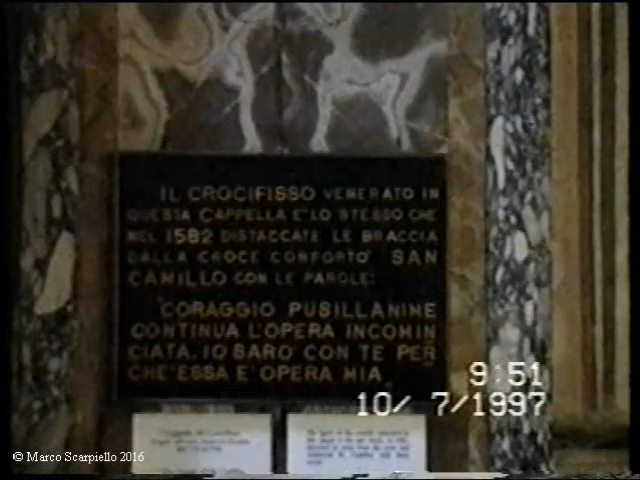 IL CROCIFISSO VENERATO IN
QUESTA CAPPELLA E' LO STESSO CHE
NEL 1582 DISTACCATE LE BRACCIA
DALLA CROCE CONFORTO' SAN
CAMILLO CON LE PAROLE:
"CORAGGIO PUSILLANIME
CONTINUA L'OPERA INCOMIN
CIATA. IO SARO' CON TE PER
CHE' ESSA E' OPERA MIA.
9:51
10/ 7/1997
© Marco Scarpiello 2016